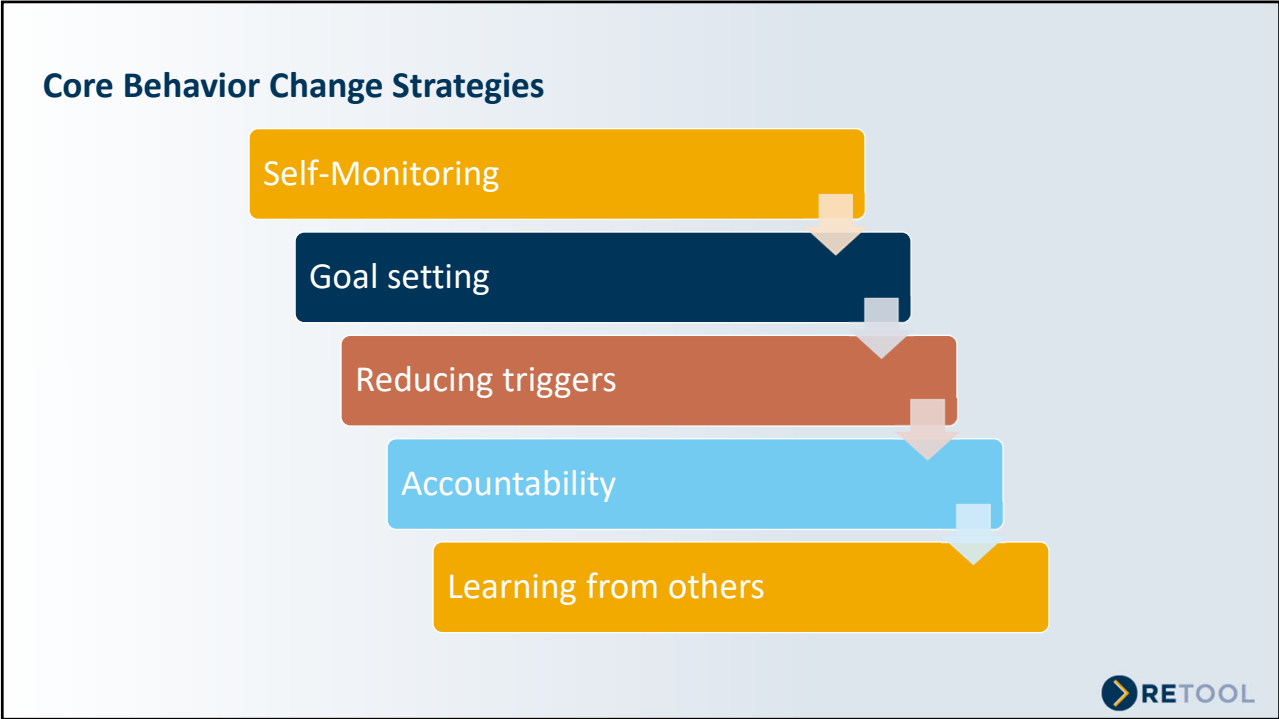 Core Behavior Change Strategies
Self-Monitoring
Goal setting
Reducing triggers
Accountability
Learning from others
RETOOL